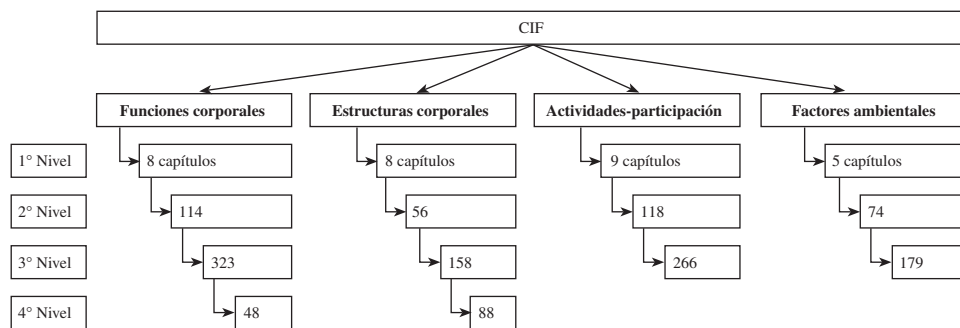 CIF
Funciones corporales
Estructuras corporales
Actividades-participación
Factores ambientales
1° Nivel
8 capítulos
8 capítulos
9 capítulos
5 capítulos
2° Nivel
114
56
118
74
3° Nivel
323
158
266
179
4° Nivel
48
88